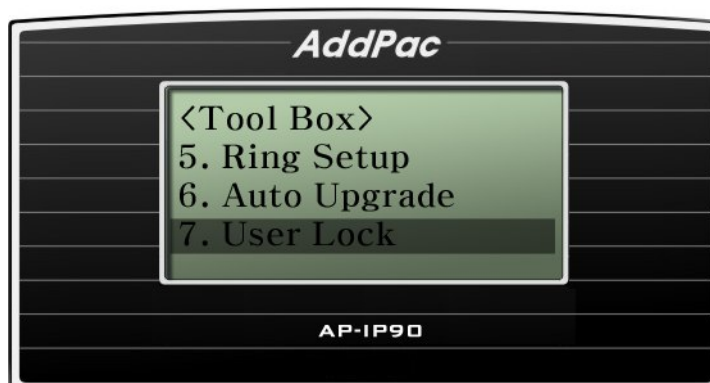 AddPac
<Tool Box>
5. Ring Setup
6. Auto Upgrade
7. User Lock
AP-IP90